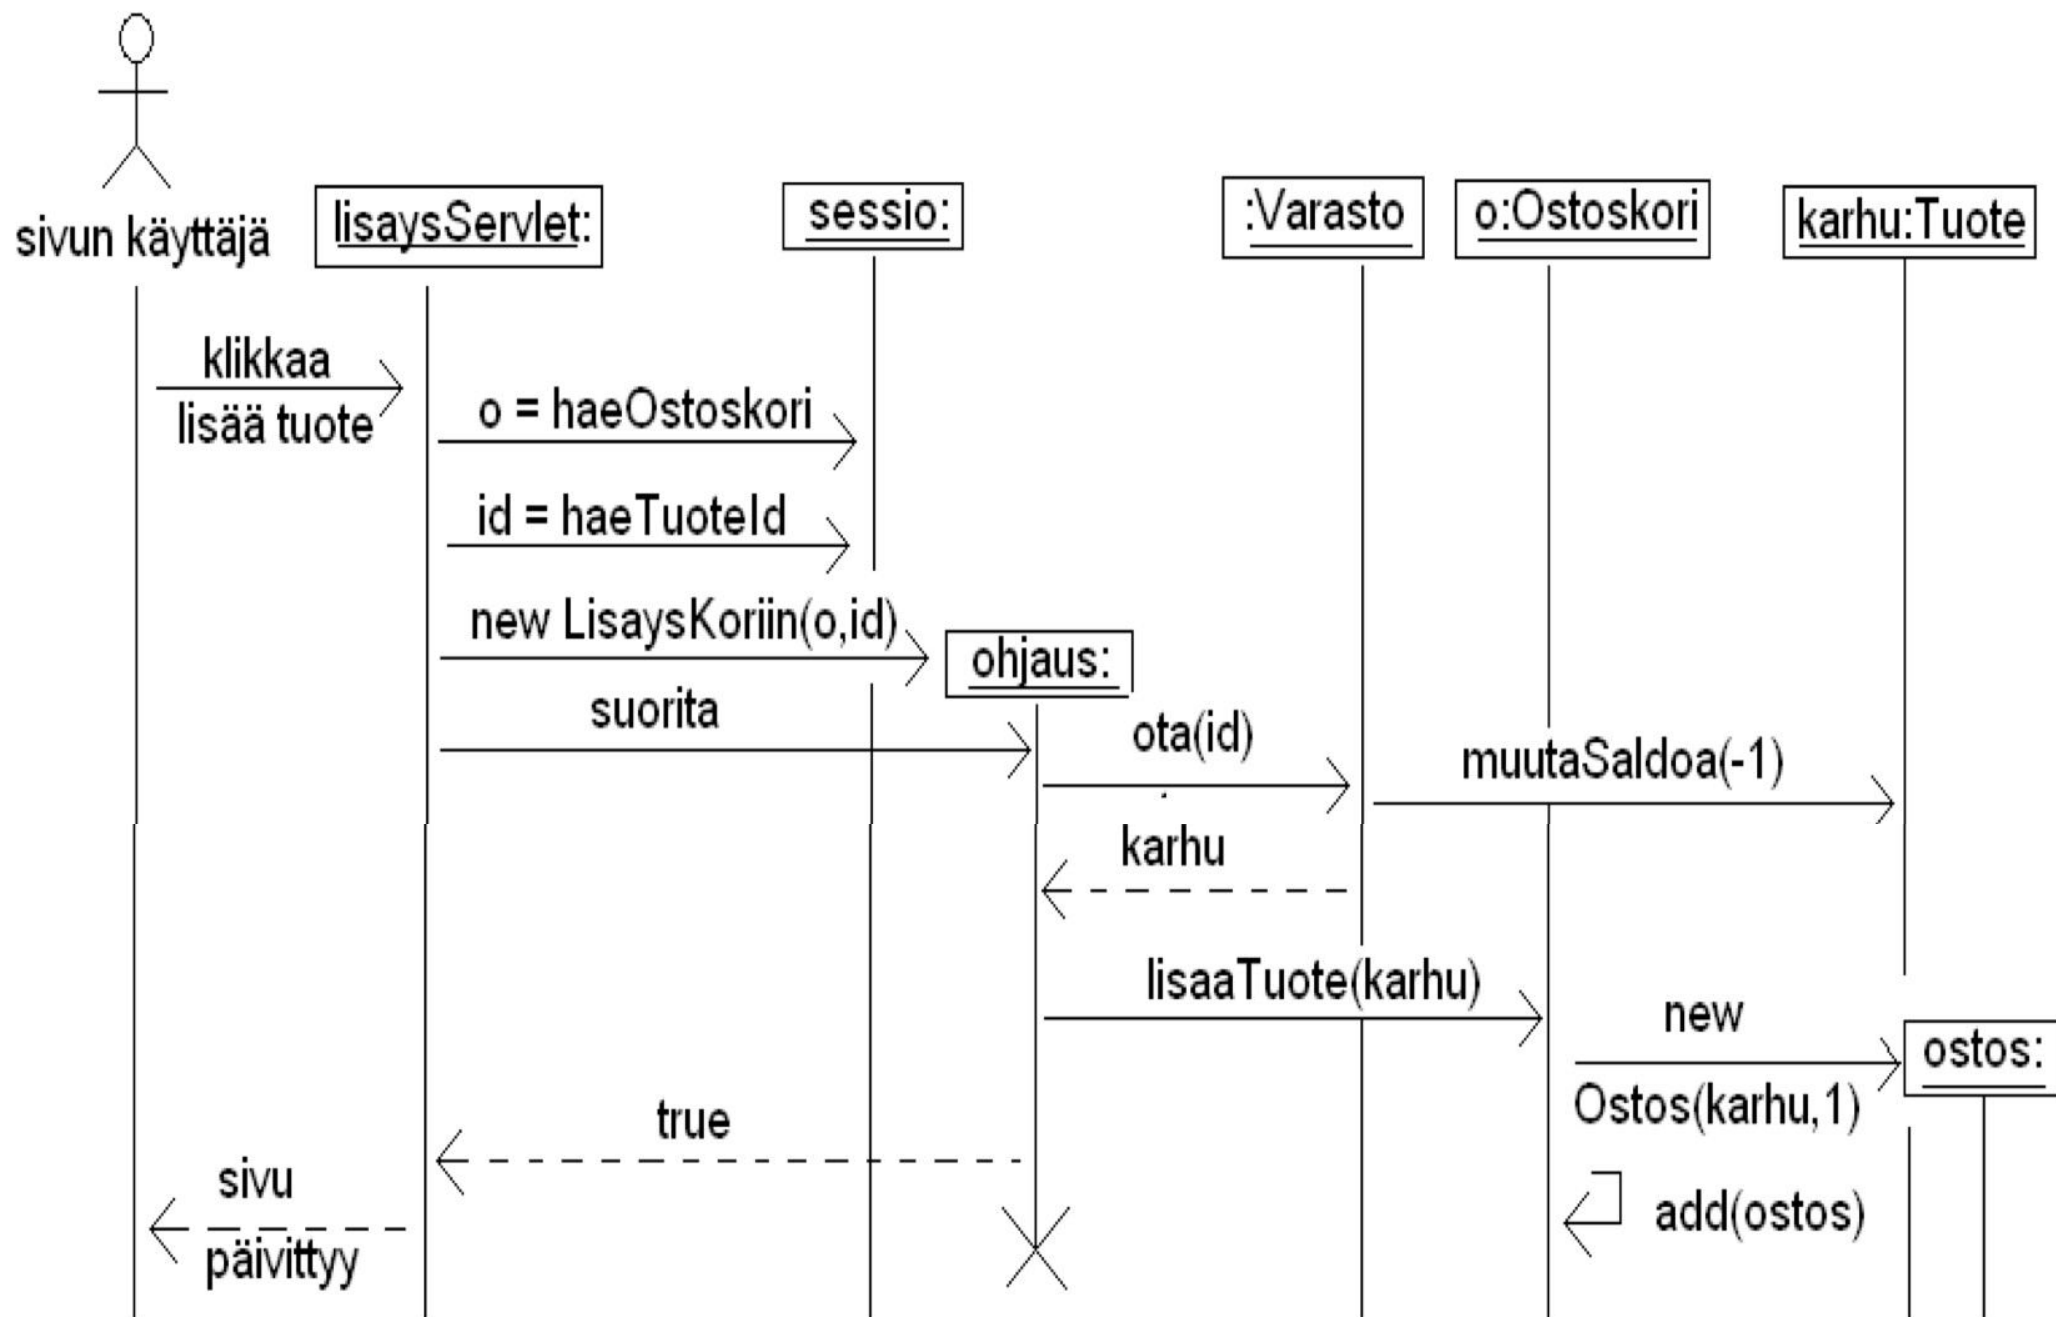 sivun käyttäjä
lisaysServlet:
sessio:
:Varasto
o:Ostoskori
karhu:Tuote
klikkaa
lisää tuote
o = haeOstoskori
id = haeTuoteId
new LisaysKoriin(o,id)
ohjaus:
suorita
ota(id)
muutaSaldoa(-1)
karhu
lisaaTuote(karhu)
new
Ostos(karhu,1)
ostos:
true
add(ostos)
sivu
päivittyy